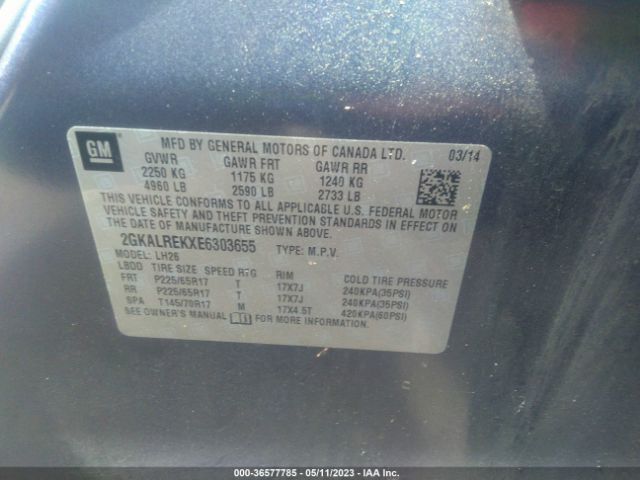 GM
MFD BY GENERAL MOTORS OF CANADA LTD. 03/14
GVWR GAWR FRT GAWR RR
2250 KG 1175 KG 1240 KG
4960 LB 2590 LB 2733 LB
THIS VEHICLE CONFORMS TO ALL APPLICABLE U.S. FEDERAL MOTOR
VEHICLE SAFETY AND THEFT PREVENTION STANDARDS IN EFFECT ON
THE DATE OF MANUFACTURE SHOWN ABOVE.
2GKALREKXE6303655 TYPE: M.P.V.
MODEL: LH26
LBDD TIRE SIZE SPEED RTG RIM COLD TIRE PRESSURE
FRT P225/65R17 T 17X7J 240KPA(35PSI)
RR P225/65R17 T 17X7J 240KPA(35PSI)
SPA T145/70R17 M 17X4.5T 420KPA(60PSI)
SEE OWNER'S MANUAL FOR MORE INFORMATION.
000-36577785 - 05/11/2023 - IAA Inc.